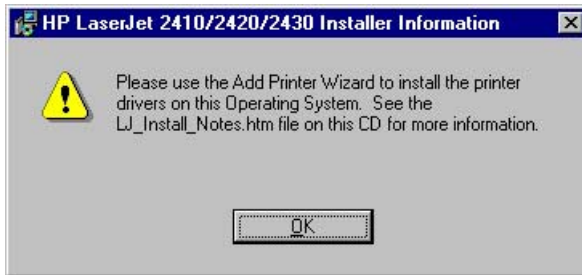 HP LaserJet 2410/2420/2430 Installer Information
Please use the Add Printer Wizard to install the printer
drivers on this Operating System. See the
LJ_Install_Notes.htm file on this CD for more information.
OK